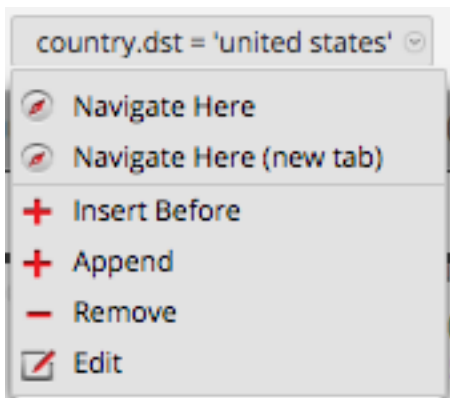 country.dst = 'united states'
Navigate Here
Navigate Here (new tab)
Insert Before
Append
Remove
Edit